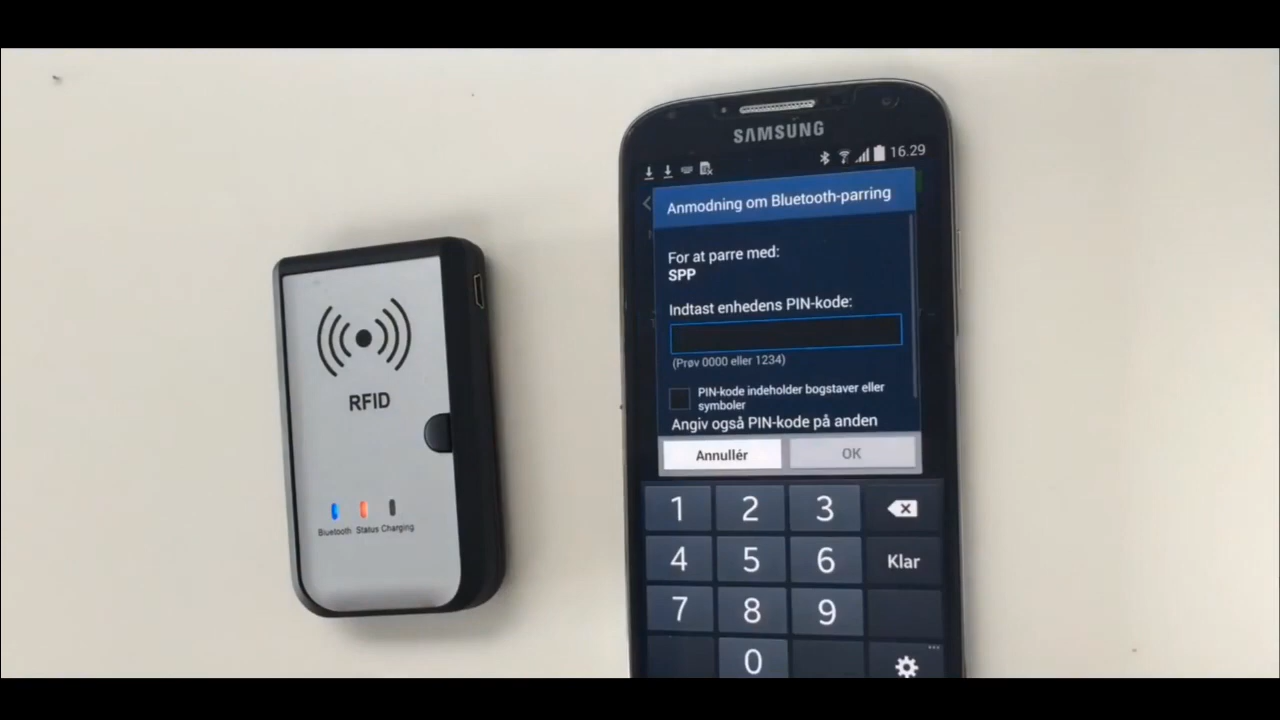 RFID
Bluetooth Status Charging
SAMSUNG
16.29
Anmodning om Bluetooth-parring
For at parre med:
SPP
Indtast enhedens PIN-kode:
(Prøv 0000 eller 1234)
PIN-kode indeholder bogstaver eller
symboler
Angiv også PIN-kode på anden
Annullér OK
1 2 3
4 5 6 Klar
7 8 9
0